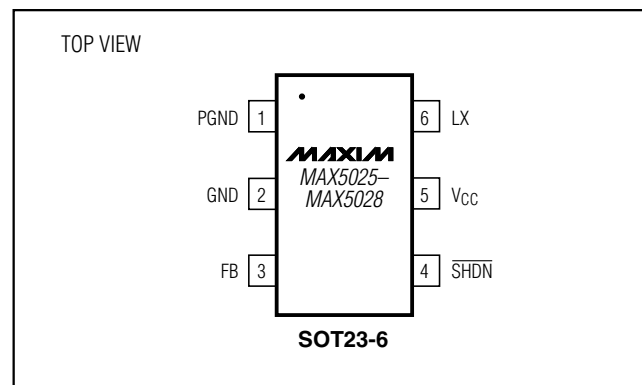 TOP VIEW
PGND 1
6 LX
MAXIM
MAX5025–
MAX5028
GND 2
5 VCC
FB 3
4 SHDN
SOT23-6